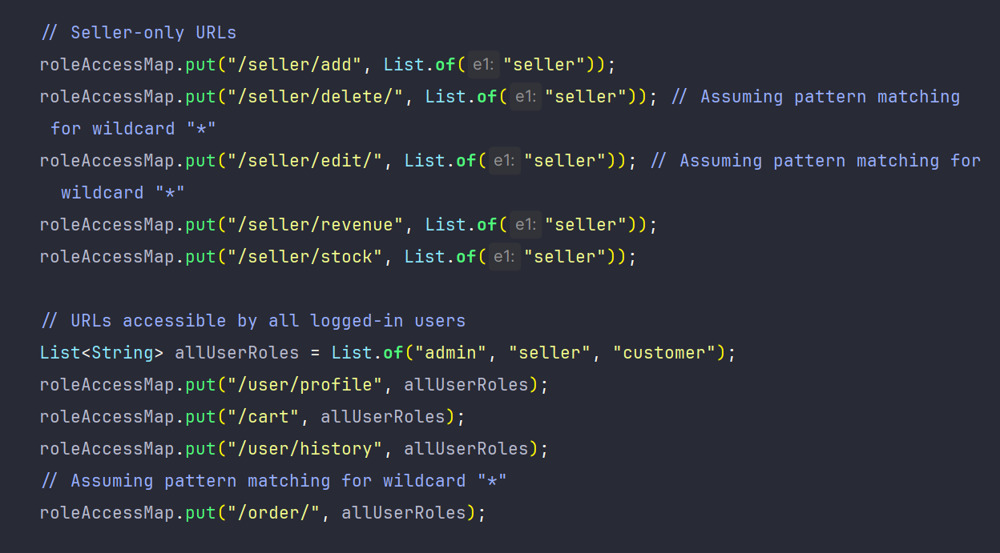 // Seller-only URLs
roleAccessMap.put("/seller/add", List.of( e1: "seller"));
roleAccessMap.put("/seller/delete/", List.of( e1: "seller")); // Assuming pattern matching
for wildcard "*"
roleAccessMap.put("/seller/edit/", List.of( e1: "seller")); // Assuming pattern matching for
wildcard "*"
roleAccessMap.put("/seller/revenue", List.of( e1: "seller"));
roleAccessMap.put("/seller/stock", List.of( e1: "seller"));
// URLs accessible by all logged-in users
List<String> allUserRoles = List.of("admin", "seller", "customer");
roleAccessMap.put("/user/profile", allUserRoles);
roleAccessMap.put("/cart", allUserRoles);
roleAccessMap.put("/user/history", allUserRoles);
// Assuming pattern matching for wildcard "*"
roleAccessMap.put("/order/", allUserRoles);